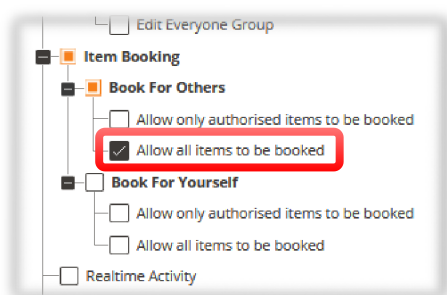 Edit Everyone Group
Item Booking
Book For Others
Allow only authorised items to be booked
Allow all items to be booked
Book For Yourself
Allow only authorised items to be booked
Allow all items to be booked
Realtime Activity